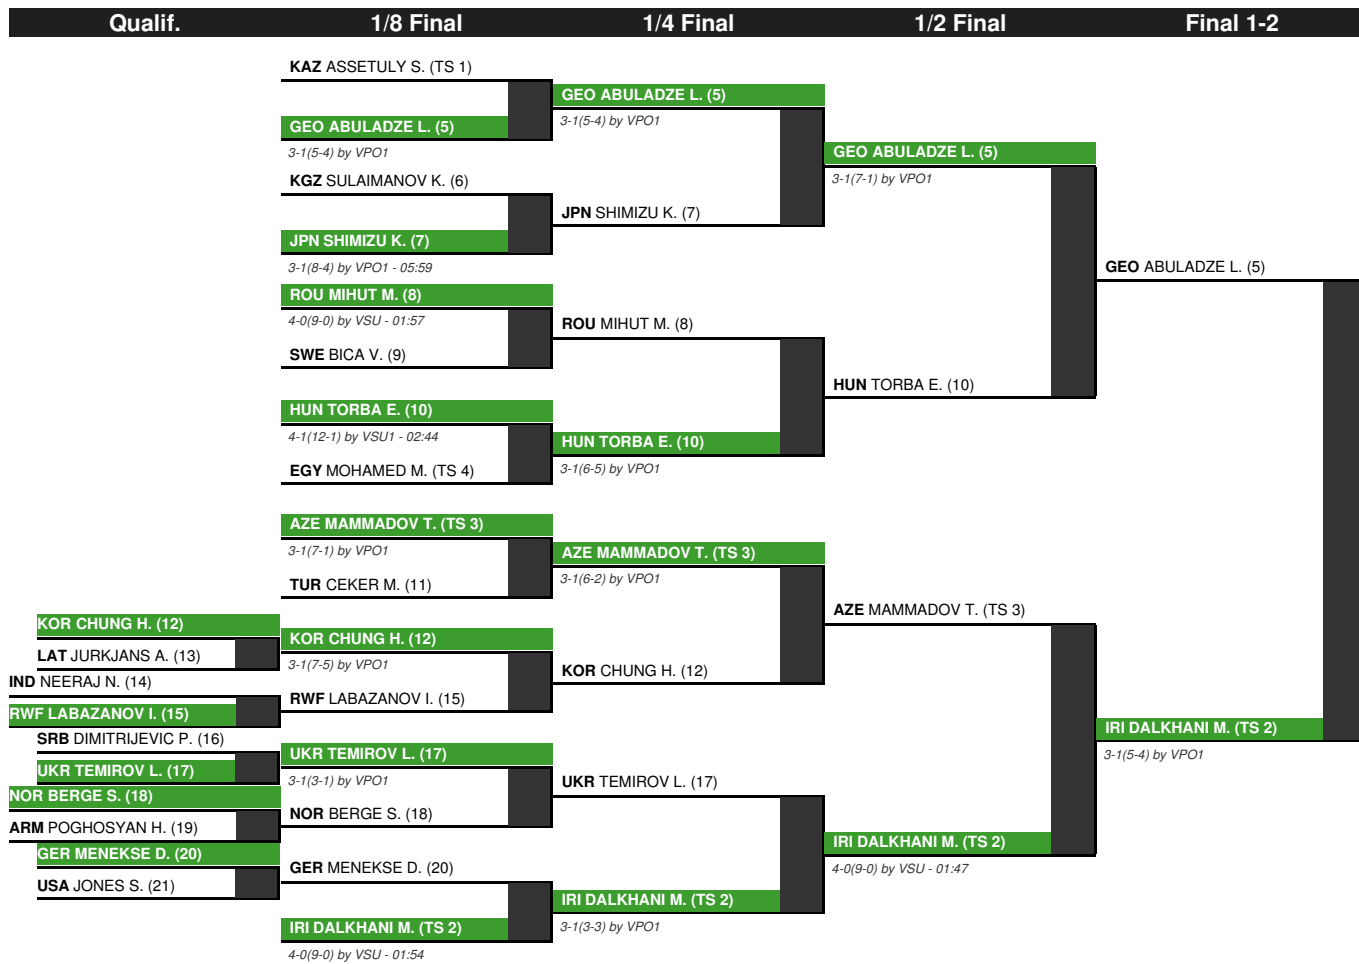 Qualif.
1/8 Final
1/4 Final
1/2 Final
Final 1-2
KOR CHUNG H. (12)
LAT JURKJANS A. (13)
IND NEERAJ N. (14)
RWF LABAZANOV I. (15)
SRB DIMITRIJEVIC P. (16)
UKR TEMIROV L. (17)
NOR BERGE S. (18)
ARM POGHOSYAN H. (19)
GER MENEKSE D. (20)
USA JONES S. (21)
KAZ ASSETULY S. (TS 1)
GEO ABULADZE L. (5)
3-1(5-4) by VPO1
KGZ SULAIMANOV K. (6)
JPN SHIMIZU K. (7)
3-1(8-4) by VPO1 - 05:59
ROU MIHUT M. (8)
4-0(9-0) by VSU - 01:57
SWE BICA V. (9)
HUN TORBA E. (10)
4-1(12-1) by VSU1 - 02:44
EGY MOHAMED M. (TS 4)
AZE MAMMADOV T. (TS 3)
3-1(7-1) by VPO1
TUR CEKER M. (11)
KOR CHUNG H. (12)
3-1(7-5) by VPO1
RWF LABAZANOV I. (15)
UKR TEMIROV L. (17)
3-1(3-1) by VPO1
NOR BERGE S. (18)
GER MENEKSE D. (20)
IRI DALKHANI M. (TS 2)
4-0(9-0) by VSU - 01:54
GEO ABULADZE L. (5)
3-1(5-4) by VPO1
JPN SHIMIZU K. (7)
ROU MIHUT M. (8)
HUN TORBA E. (10)
3-1(6-5) by VPO1
AZE MAMMADOV T. (TS 3)
3-1(6-2) by VPO1
KOR CHUNG H. (12)
UKR TEMIROV L. (17)
IRI DALKHANI M. (TS 2)
3-1(3-3) by VPO1
GEO ABULADZE L. (5)
3-1(7-1) by VPO1
HUN TORBA E. (10)
AZE MAMMADOV T. (TS 3)
IRI DALKHANI M. (TS 2)
4-0(9-0) by VSU - 01:47
GEO ABULADZE L. (5)
IRI DALKHANI M. (TS 2)
3-1(5-4) by VPO1